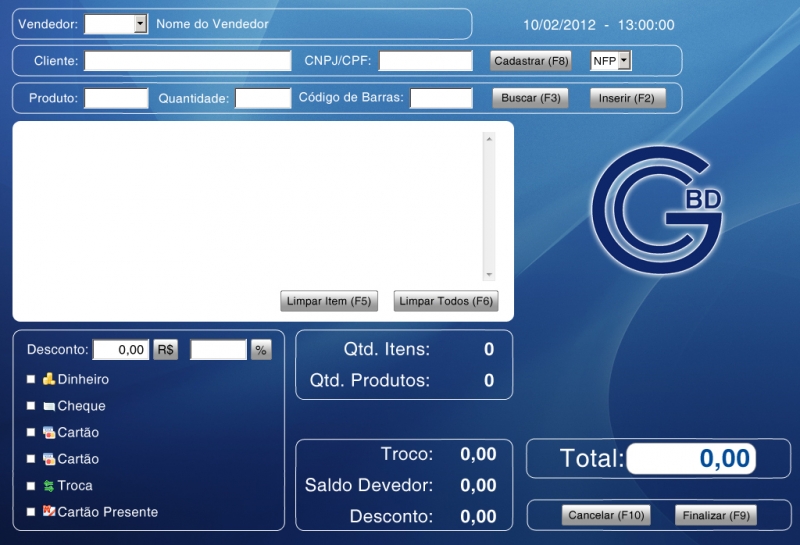 Vendedor: Nome do Vendedor 10/02/2012 - 13:00:00
Cliente: CNPJ/CPF: Cadastrar (F8) NFP
Produto: Quantidade: Código de Barras: Buscar (F3) Inserir (F2)
BD
Limpar Item (F5) Limpar Todos (F6)
Desconto: 0,00 R$ %
Dinheiro
Cheque
Cartão
Cartão
Troca
Cartão Presente
Qtd. Itens: 0
Qtd. Produtos: 0
Troco: 0,00
Saldo Devedor: 0,00
Desconto: 0,00
Total: 0,00
Cancelar (F10) Finalizar (F9)